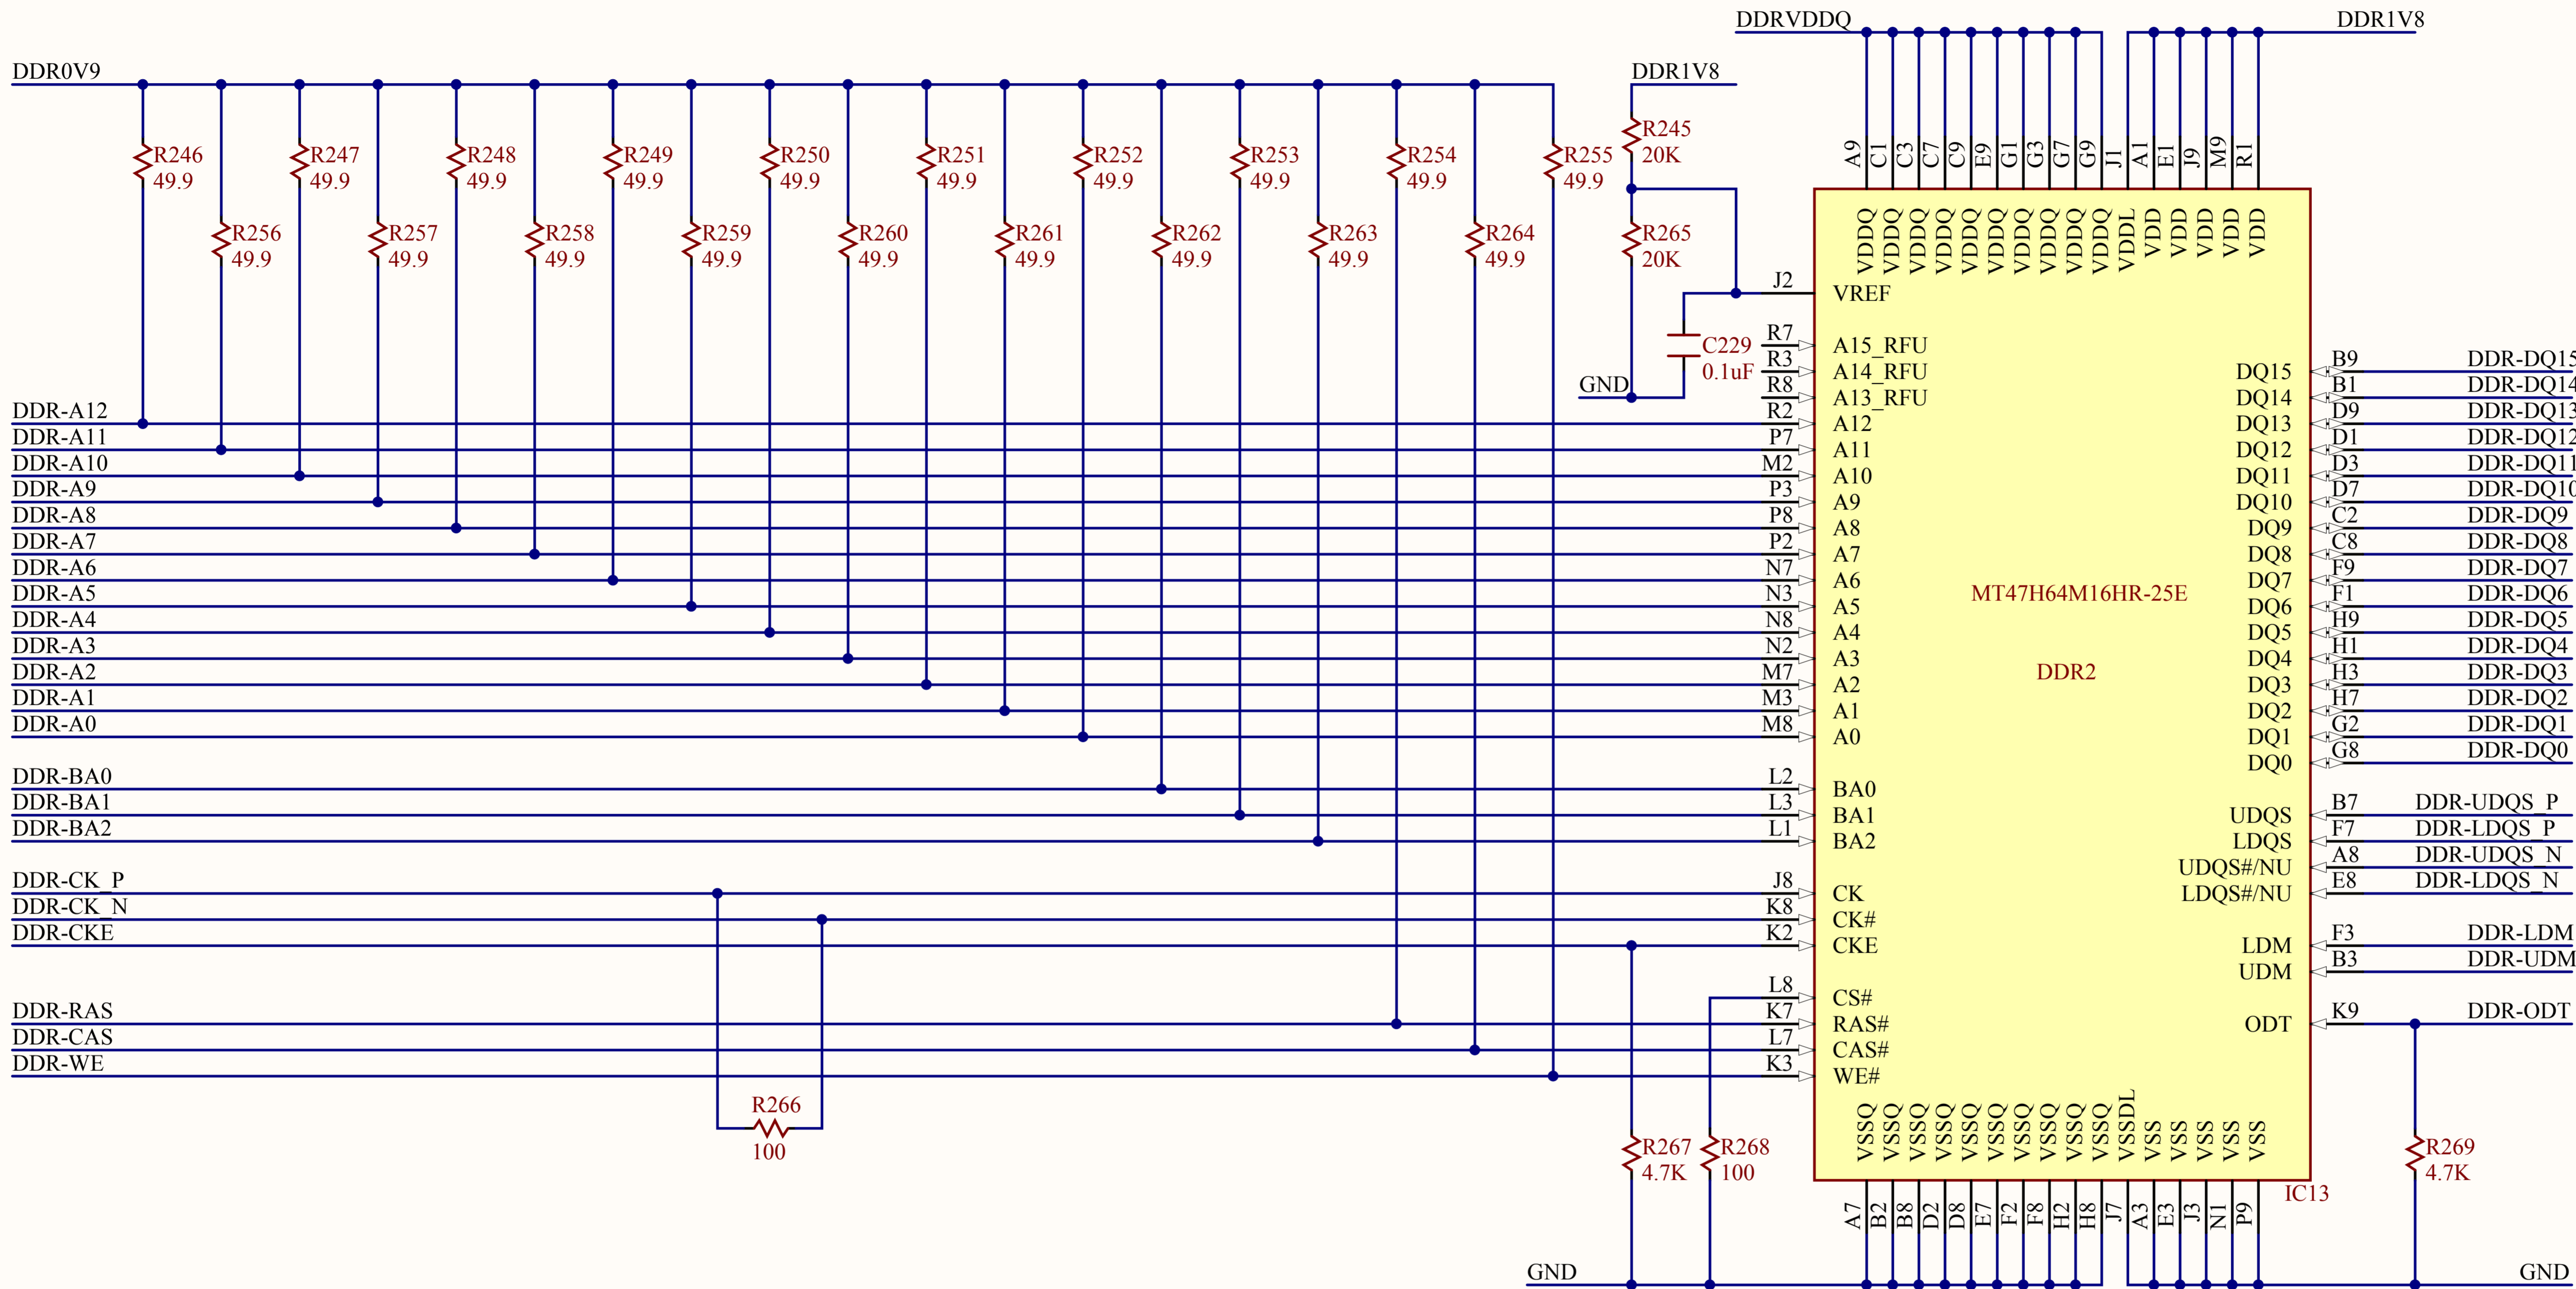 DDRVDDQ
DDR1V8
DDR0V9
DDR1V8
R246
49.9
R247
49.9
R248
49.9
R249
49.9
R250
49.9
R251
49.9
R252
49.9
R253
49.9
R254
49.9
R255
49.9
R245
20K
R256
49.9
R257
49.9
R258
49.9
R259
49.9
R260
49.9
R261
49.9
R262
49.9
R263
49.9
R264
49.9
R265
20K
C229
0.1uF
GND
A9 C1 C3 C7 C9 E9 G1 G3 G7 G9 J1 A1 E1 J9 M9 R1
VDDQ VDDQ VDDQ VDDQ VDDQ VDDQ VDDQ VDDQ VDDQ VDDQ VDDL VDD VDD VDD VDD VDD
J2 VREF
R7 A15_RFU
R3 A14_RFU
R8 A13_RFU
DDR-A12 R2 A12
DDR-A11 P7 A11
DDR-A10 M2 A10
DDR-A9 P3 A9
DDR-A8 P8 A8
DDR-A7 P2 A7
DDR-A6 N7 A6
DDR-A5 N3 A5
DDR-A4 N8 A4
DDR-A3 N2 A3
DDR-A2 M7 A2
DDR-A1 M3 A1
DDR-A0 M8 A0
DDR-BA0 L2 BA0
DDR-BA1 L3 BA1
DDR-BA2 L1 BA2
DDR-CK_P J8 CK
DDR-CK_N K8 CK#
DDR-CKE K2 CKE
L8 CS#
DDR-RAS K7 RAS#
DDR-CAS L7 CAS#
DDR-WE K3 WE#
MT47H64M16HR-25E
DDR2
DQ15 B9 DDR-DQ15
DQ14 B1 DDR-DQ14
DQ13 D9 DDR-DQ13
DQ12 D1 DDR-DQ12
DQ11 D3 DDR-DQ11
DQ10 D7 DDR-DQ10
DQ9 C2 DDR-DQ9
DQ8 C8 DDR-DQ8
DQ7 F9 DDR-DQ7
DQ6 F1 DDR-DQ6
DQ5 H9 DDR-DQ5
DQ4 H1 DDR-DQ4
DQ3 H3 DDR-DQ3
DQ2 H7 DDR-DQ2
DQ1 G2 DDR-DQ1
DQ0 G8 DDR-DQ0
UDQS B7 DDR-UDQS_P
LDQS F7 DDR-LDQS_P
UDQS#/NU A8 DDR-UDQS_N
LDQS#/NU E8 DDR-LDQS_N
LDM F3 DDR-LDM
UDM B3 DDR-UDM
ODT K9 DDR-ODT
R266
100
R267
4.7K
R268
100
R269
4.7K
VSSQ VSSQ VSSQ VSSQ VSSQ VSSQ VSSQ VSSQ VSSQ VSSQ VSSDL VSS VSS VSS VSS VSS
IC13
A7 B2 B8 D2 D8 E7 F2 F8 H2 H8 J7 A3 E3 J3 N1 P9
GND
GND